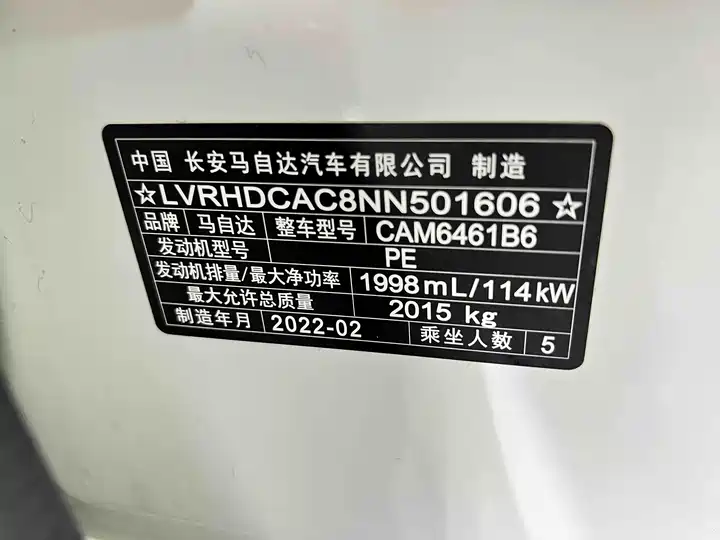 中国 长安马自达汽车有限公司 制造
☆LVRHDCAC8NN501606☆
品牌 马自达 整车型号 CAM6461B6
发动机型号 PE
发动机排量/最大净功率 1998mL/114kW
最大允许总质量 2015 kg
制造年月 2022-02 乘坐人数 5